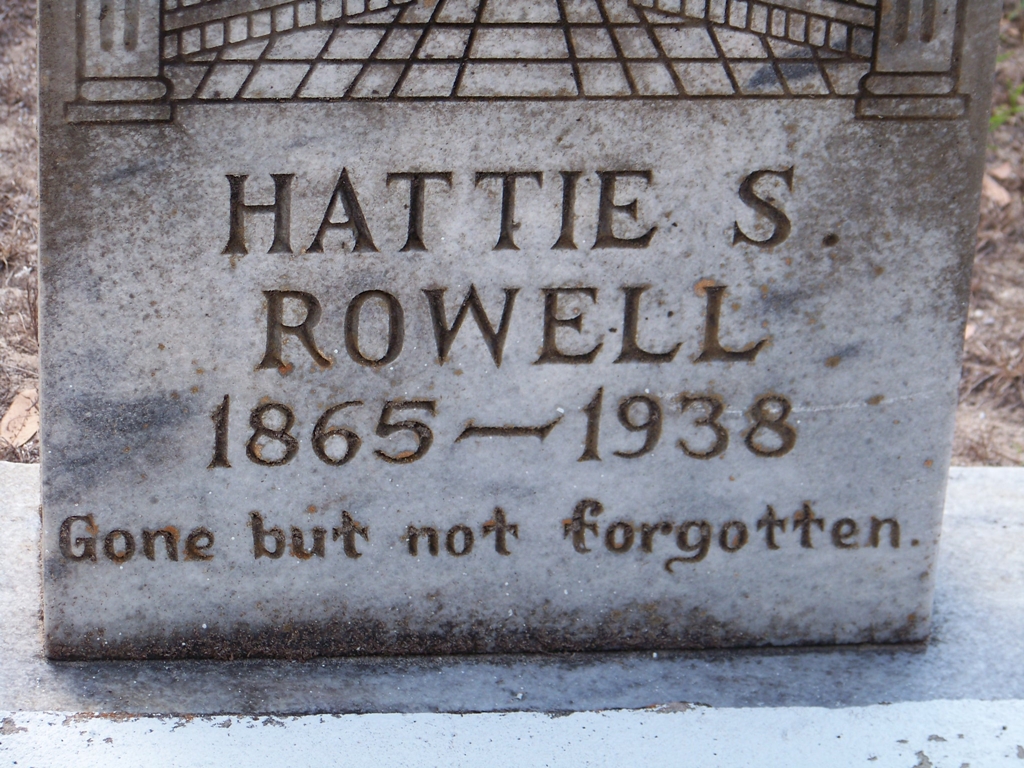 HATTIE S.
ROWELL
1865—1938
Gone but not forgotten.